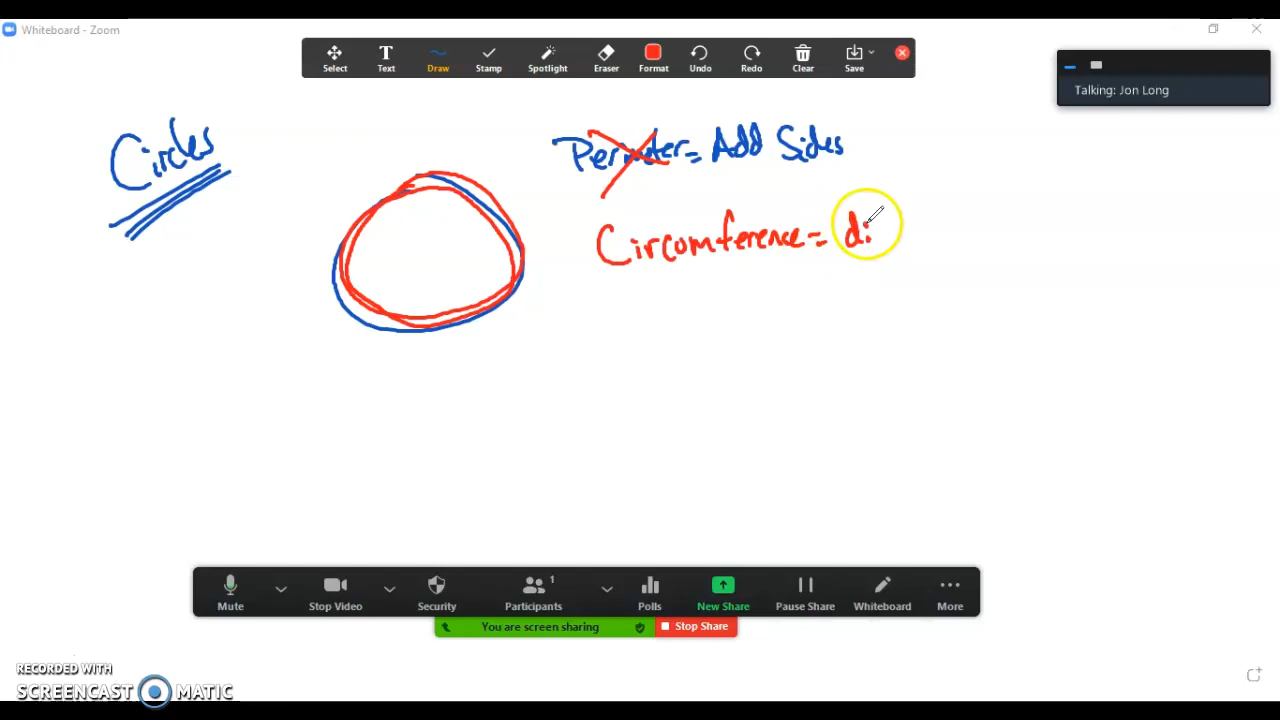 Whiteboard - Zoom
Select Text Draw Stamp Spotlight Eraser Format Undo Redo Clear Save
Talking: Jon Long
Circles
Perimeter = Add Sides
Circomference = di
Mute Stop Video Security Participants 1 Polls New Share Pause Share Whiteboard More
You are screen sharing Stop Share
RECORDED WITH
SCREENCAST MATIC